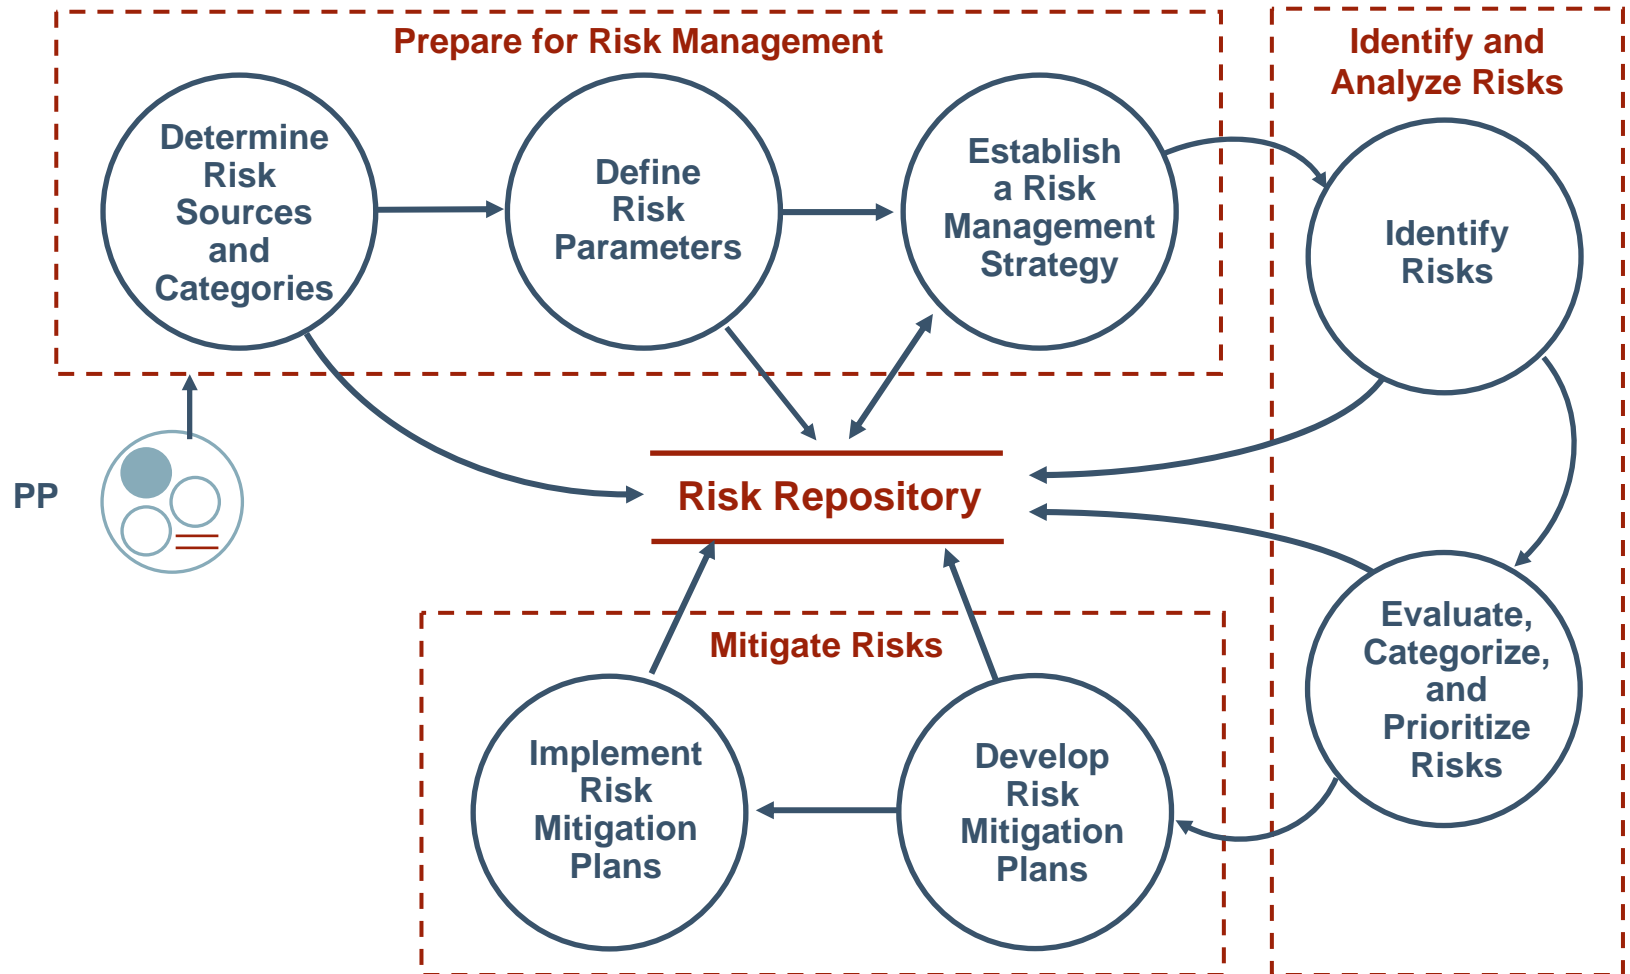 Prepare for Risk Management
Identify and
Analyze Risks
Determine
Risk
Sources
and
Categories
Define
Risk
Parameters
Establish
a Risk
Management
Strategy
Identify
Risks
PP
Risk Repository
Mitigate Risks
Evaluate,
Categorize,
and
Prioritize
Risks
Implement
Risk
Mitigation
Plans
Develop
Risk
Mitigation
Plans